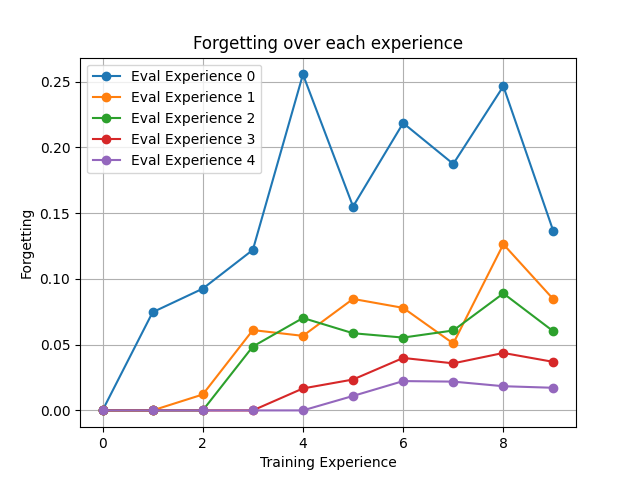 Forgetting over each experience
Eval Experience 0
Eval Experience 1
Eval Experience 2
Eval Experience 3
Eval Experience 4
0.25
0.20
0.15
0.10
0.05
0.00
Forgetting
0 2 4 6 8
Training Experience